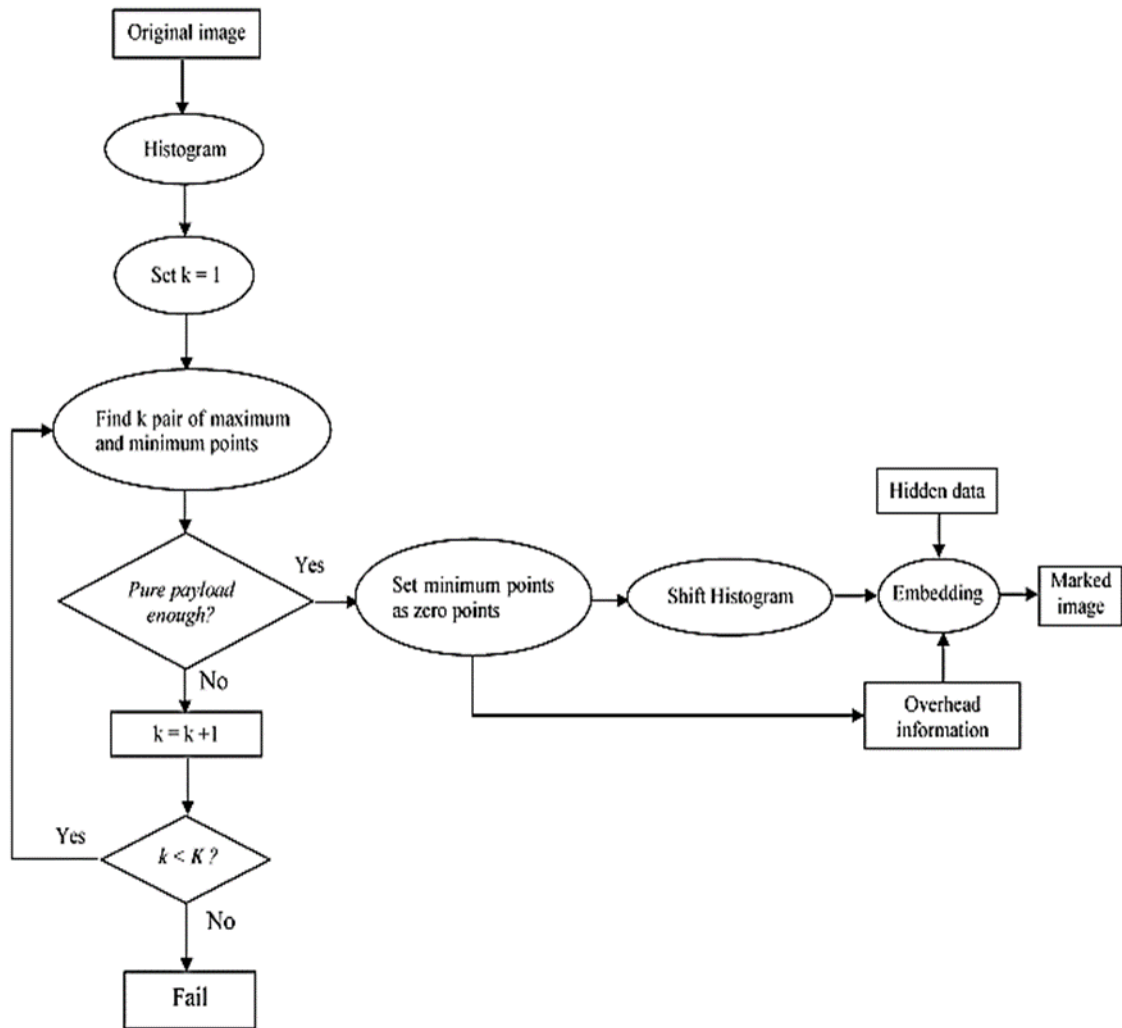 Original image
Histogram
Set k = 1
Find k pair of maximum
and minimum points
Pure payload
enough?
Yes
No
Set minimum points
as zero points
Shift Histogram
Hidden data
Embedding
Marked
image
Overhead
information
k = k +1
k < K ?
Yes
No
Fail